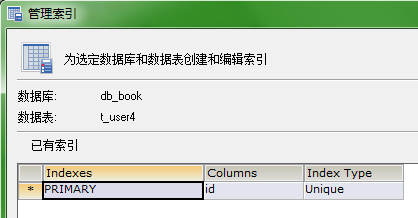 管理索引
为选定数据库和数据表创建和编辑索引
数据库: db_book
数据表: t_user4
已有索引
Indexes Columns Index Type
* PRIMARY id Unique